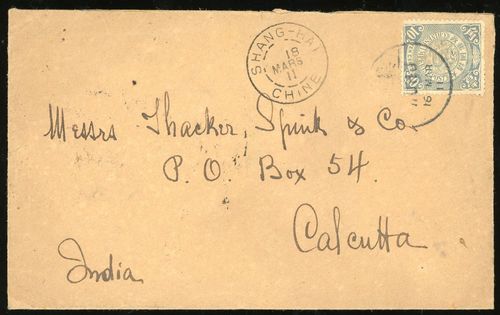 SHANG-HAI
18
MARS
11
CHINE
Messrs Thacker, Spink & Co.
P. O. Box 54.
Calcutta
India